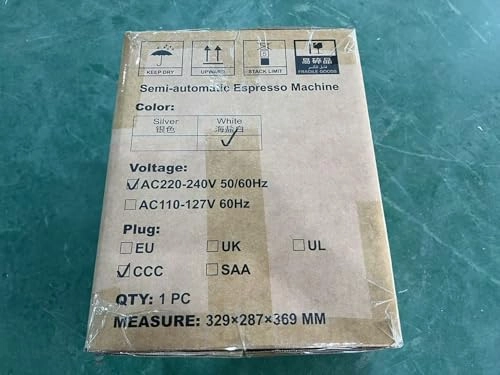 KEEP DRY UPWARD STACK LIMIT 易碎品 FRAGILE GOODS
Semi-automatic Espresso Machine
Color:
Silver White
银色 海盐白
Voltage:
AC220-240V 50/60Hz
AC110-127V 60Hz
Plug:
EU UK UL
CCC SAA
QTY: 1 PC
MEASURE: 329×287×369 MM